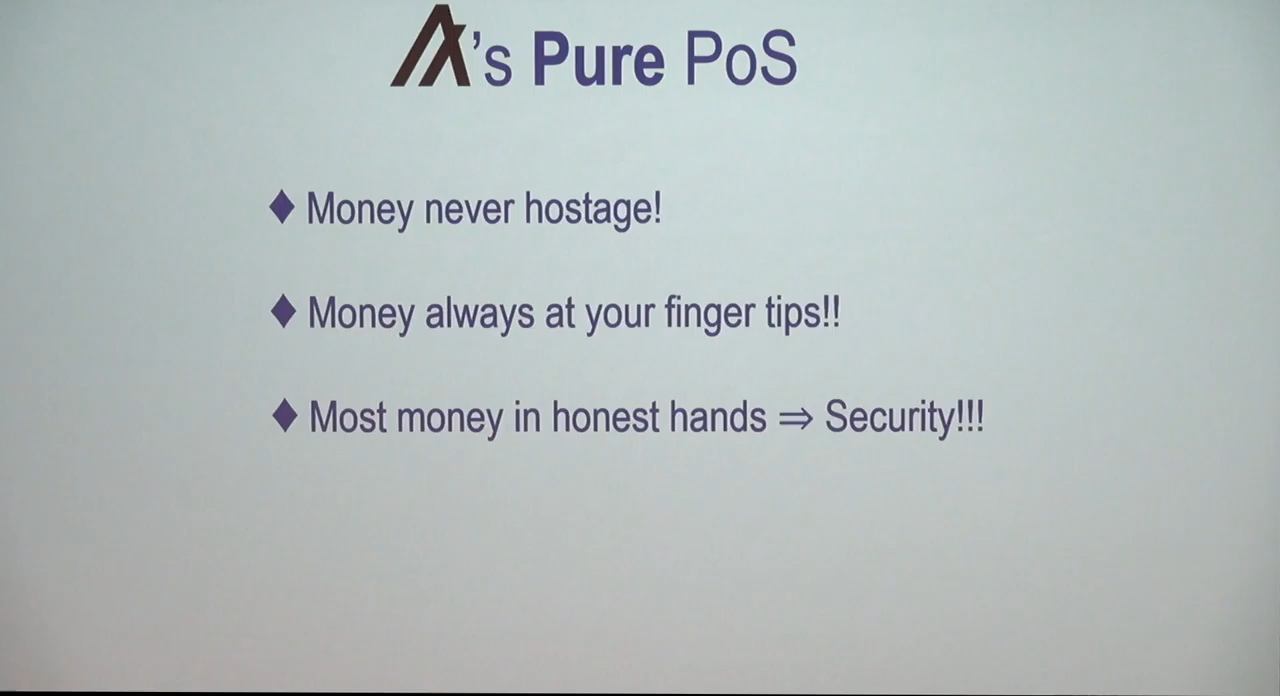 's Pure PoS
♦ Money never hostage!
♦ Money always at your finger tips!!
♦ Most money in honest hands ⇒ Security!!!